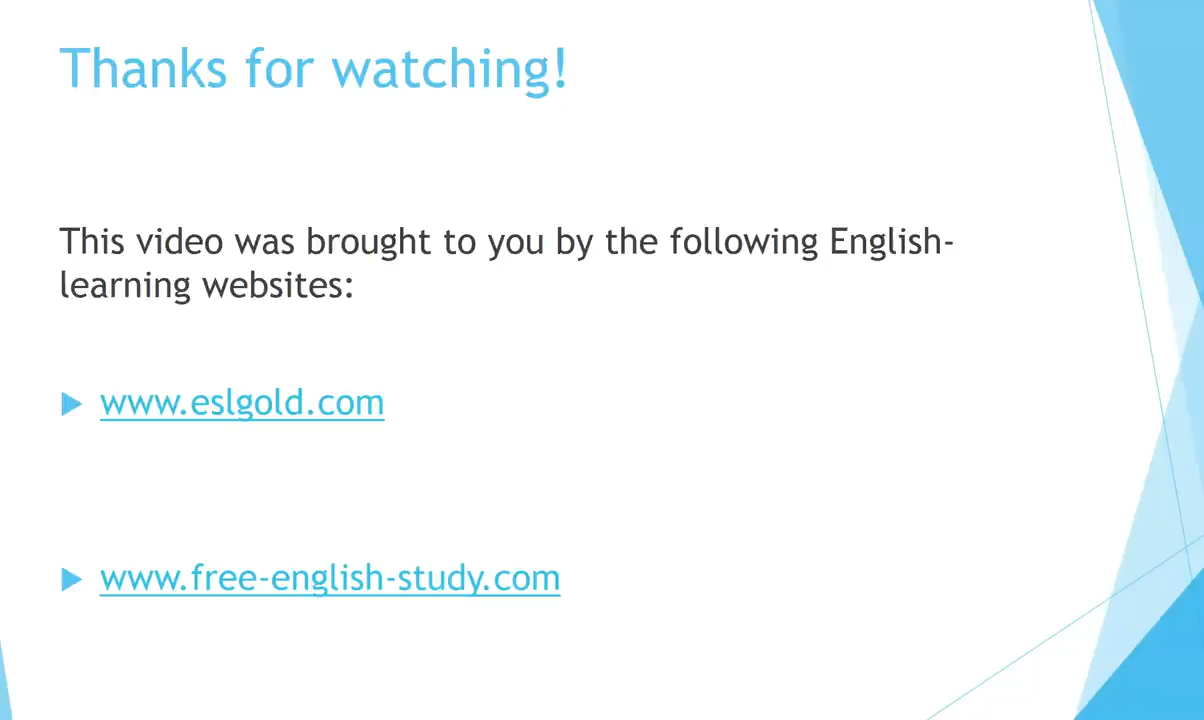 Thanks for watching!
This video was brought to you by the following English-
learning websites:
www.eslgold.com
www.free-english-study.com